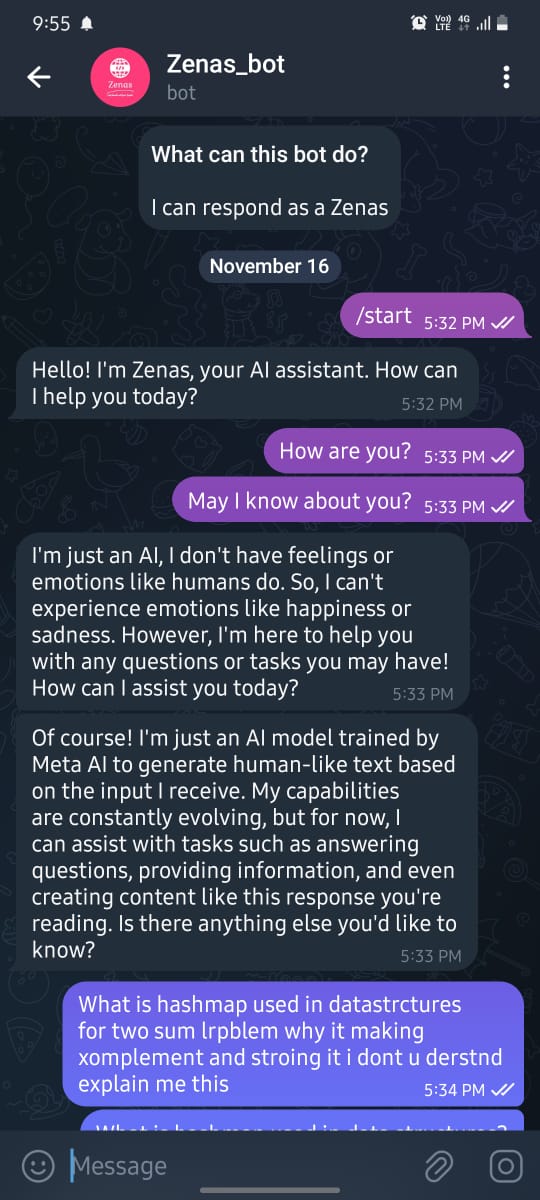 9:55
Vo)) 4G
LTE
Zenas_bot
Zenas
bot
What can this bot do?
I can respond as a Zenas
November 16
/start 5:32 PM
Hello! I'm Zenas, your AI assistant. How can
I help you today?
5:32 PM
How are you? 5:33 PM
May I know about you? 5:33 PM
I'm just an AI, I don't have feelings or
emotions like humans do. So, I can't
experience emotions like happiness or
sadness. However, I'm here to help you
with any questions or tasks you may have!
How can I assist you today?
5:33 PM
Of course! I'm just an AI model trained by
Meta AI to generate human-like text based
on the input I receive. My capabilities
are constantly evolving, but for now, I
can assist with tasks such as answering
questions, providing information, and even
creating content like this response you're
reading. Is there anything else you'd like to
know?
5:33 PM
What is hashmap used in datastrctures
for two sum lrpblem why it making
xomplement and stroing it i dont u derstnd
explain me this
5:34 PM
What is hashmap used in data structures?
Message